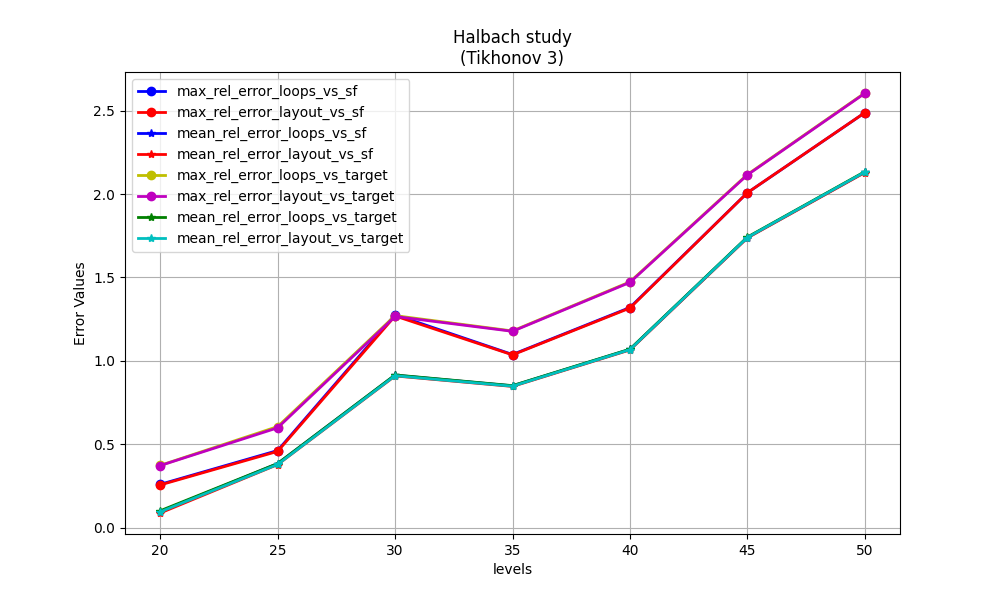 Halbach study
(Tikhonov 3)
max_rel_error_loops_vs_sf
max_rel_error_layout_vs_sf
mean_rel_error_loops_vs_sf
mean_rel_error_layout_vs_sf
max_rel_error_loops_vs_target
max_rel_error_layout_vs_target
mean_rel_error_loops_vs_target
mean_rel_error_layout_vs_target
Error Values
2.5
2.0
1.5
1.0
0.5
0.0
20 25 30 35 40 45 50
levels